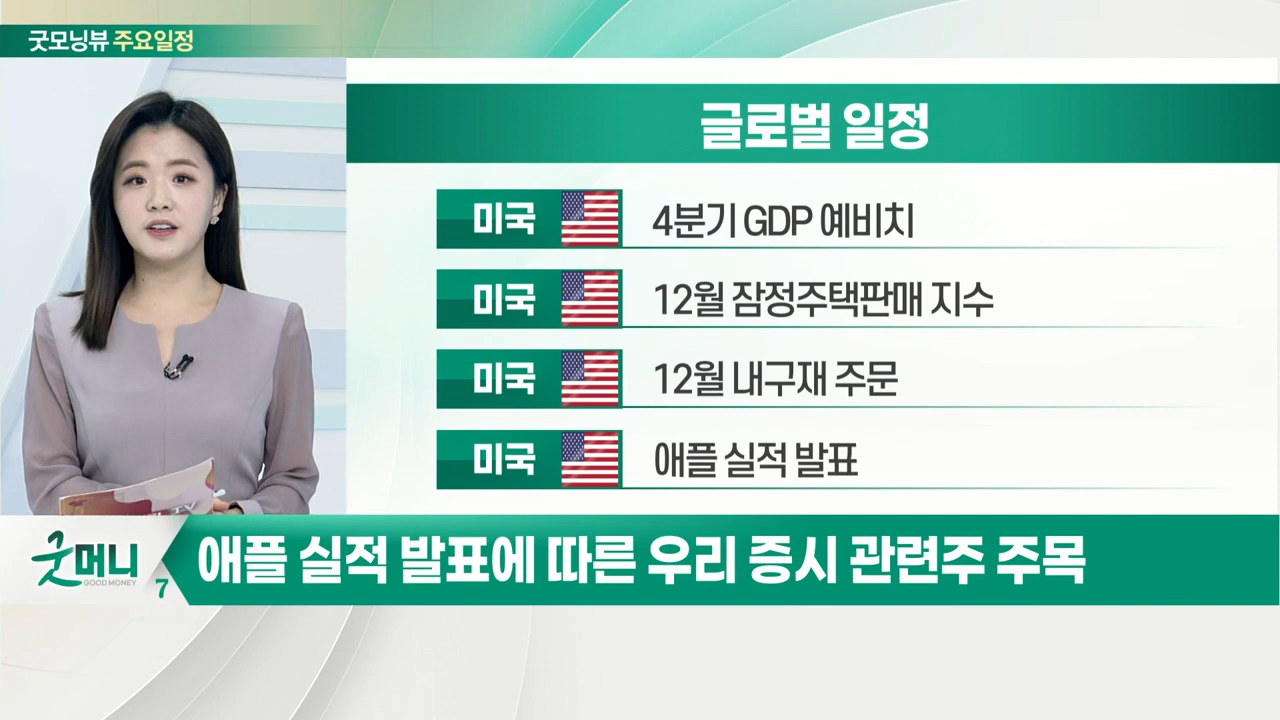 굿모닝뷰 주요일정
글로벌 일정
미국 4분기 GDP 예비치
미국 12월 잠정주택판매 지수
미국 12월 내구재 주문
미국 애플 실적 발표
굿머니
GOOD MONEY
7
애플 실적 발표에 따른 우리 증시 관련주 주목